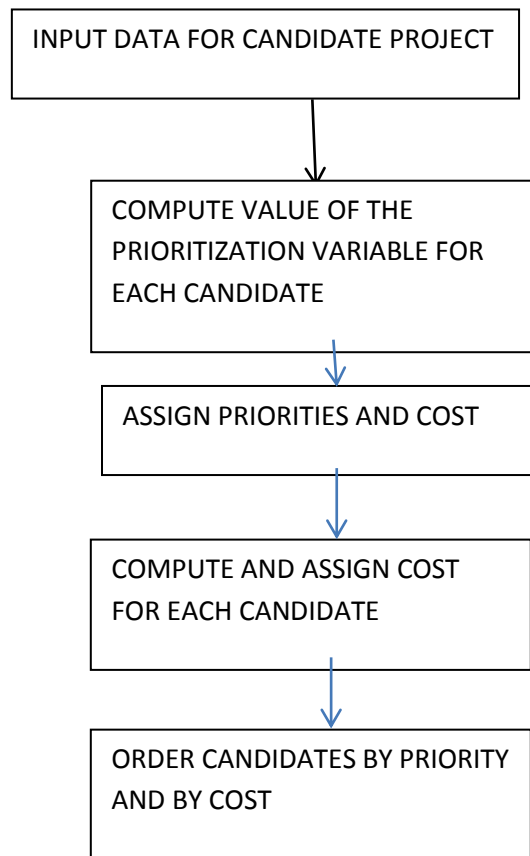 INPUT DATA FOR CANDIDATE PROJECT
COMPUTE VALUE OF THE
PRIORITIZATION VARIABLE FOR
EACH CANDIDATE
ASSIGN PRIORITIES AND COST
COMPUTE AND ASSIGN COST
FOR EACH CANDIDATE
ORDER CANDIDATES BY PRIORITY
AND BY COST